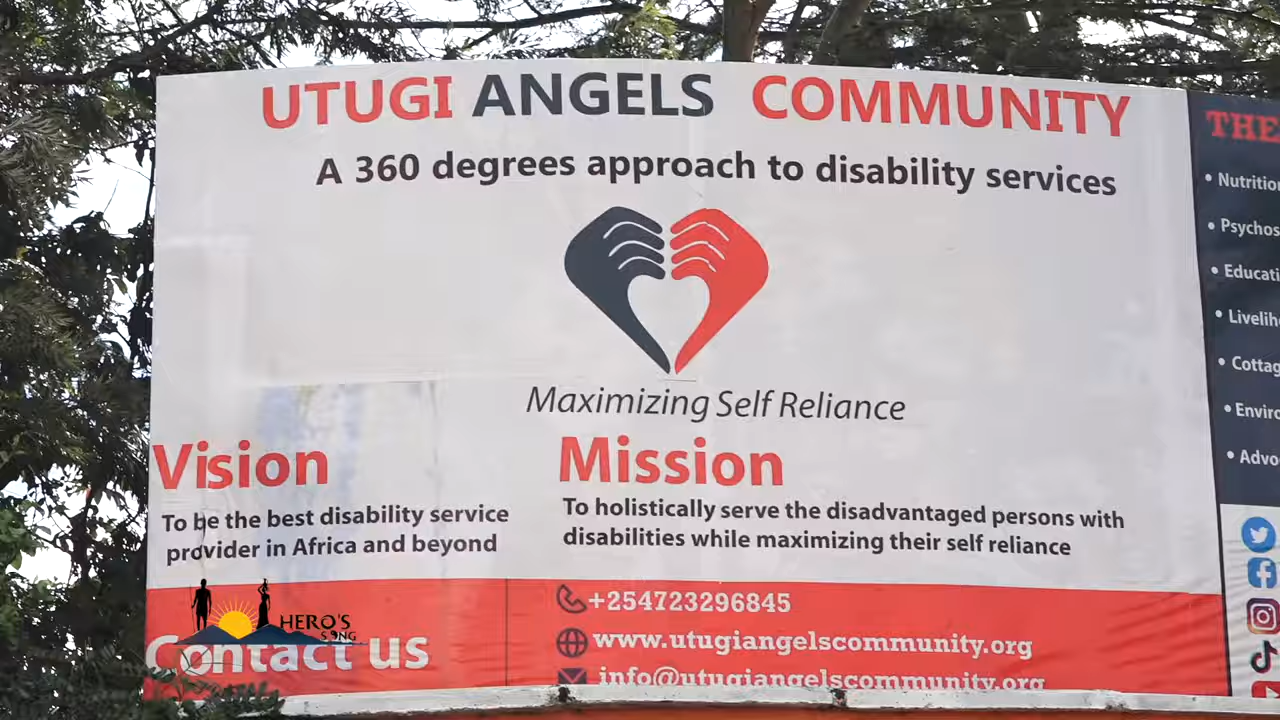 UTUGI ANGELS COMMUNITY
A 360 degrees approach to disability services
Maximizing Self Reliance
Vision
To be the best disability service
provider in Africa and beyond
Mission
To holistically serve the disadvantaged persons with
disabilities while maximizing their self reliance
Contact us
+254723296845
www.utugiangelscommunity.org
info@utugiangelscommunity.org
HERO'S
SONG
THE
• Nutrition
• Psychos
• Educati
• Livelih
• Cottag
• Enviro
• Advo